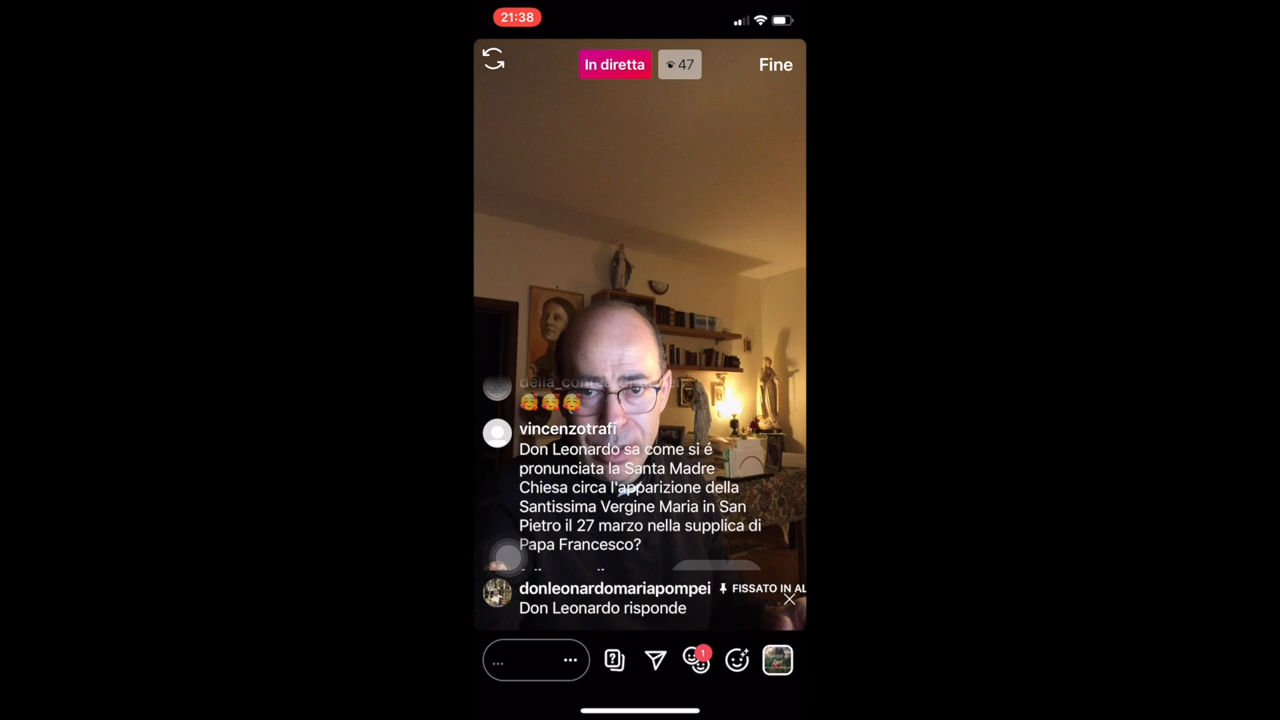 21:38
In diretta
47
Fine
vincenzotrafi
Don Leonardo sa come si é
pronunciata la Santa Madre
Chiesa circa l'apparizione della
Santissima Vergine Maria in San
Pietro il 27 marzo nella supplica di
Papa Francesco?
donleonardomariapompei FISSATO IN AL
Don Leonardo risponde
...
1